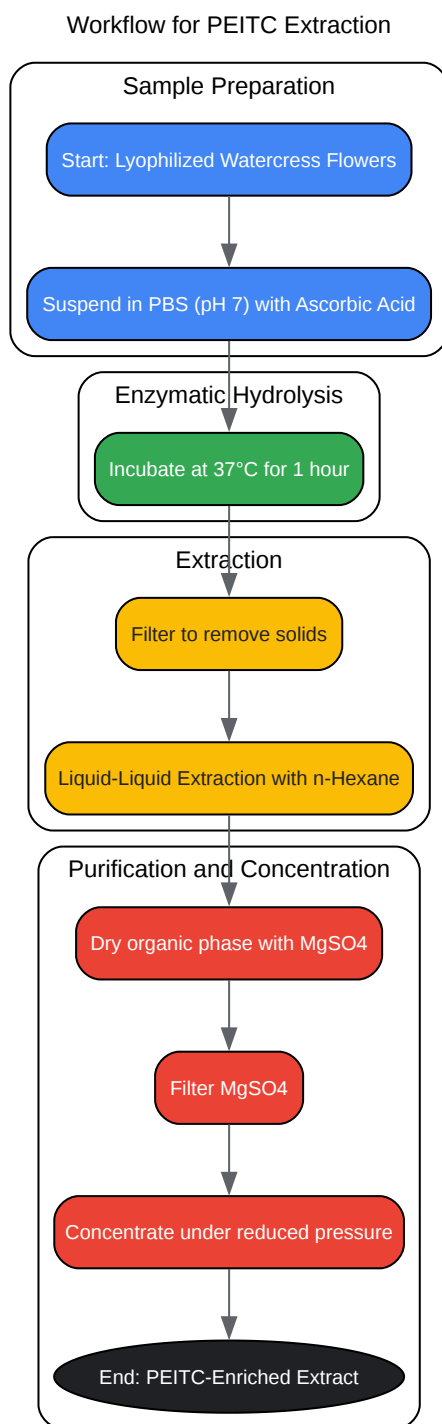 Workflow for PEITC Extraction
Sample Preparation
Start: Lyophilized Watercress Flowers
Suspend in PBS (pH 7) with Ascorbic Acid
Enzymatic Hydrolysis
Incubate at 37°C for 1 hour
Extraction
Filter to remove solids
Liquid-Liquid Extraction with n-Hexane
Purification and Concentration
Dry organic phase with MgSO4
Filter MgSO4
Concentrate under reduced pressure
End: PEITC-Enriched Extract